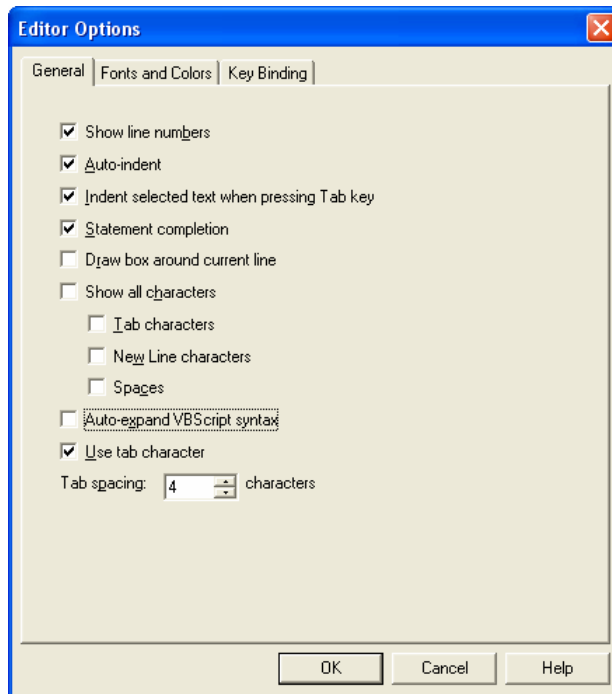 Editor Options
General Fonts and Colors Key Binding
Show line numbers
Auto-indent
Indent selected text when pressing Tab key
Statement completion
Draw box around current line
Show all characters
Tab characters
New Line characters
Spaces
Auto-expand VBScript syntax
Use tab character
Tab spacing: 4 characters
OK Cancel Help